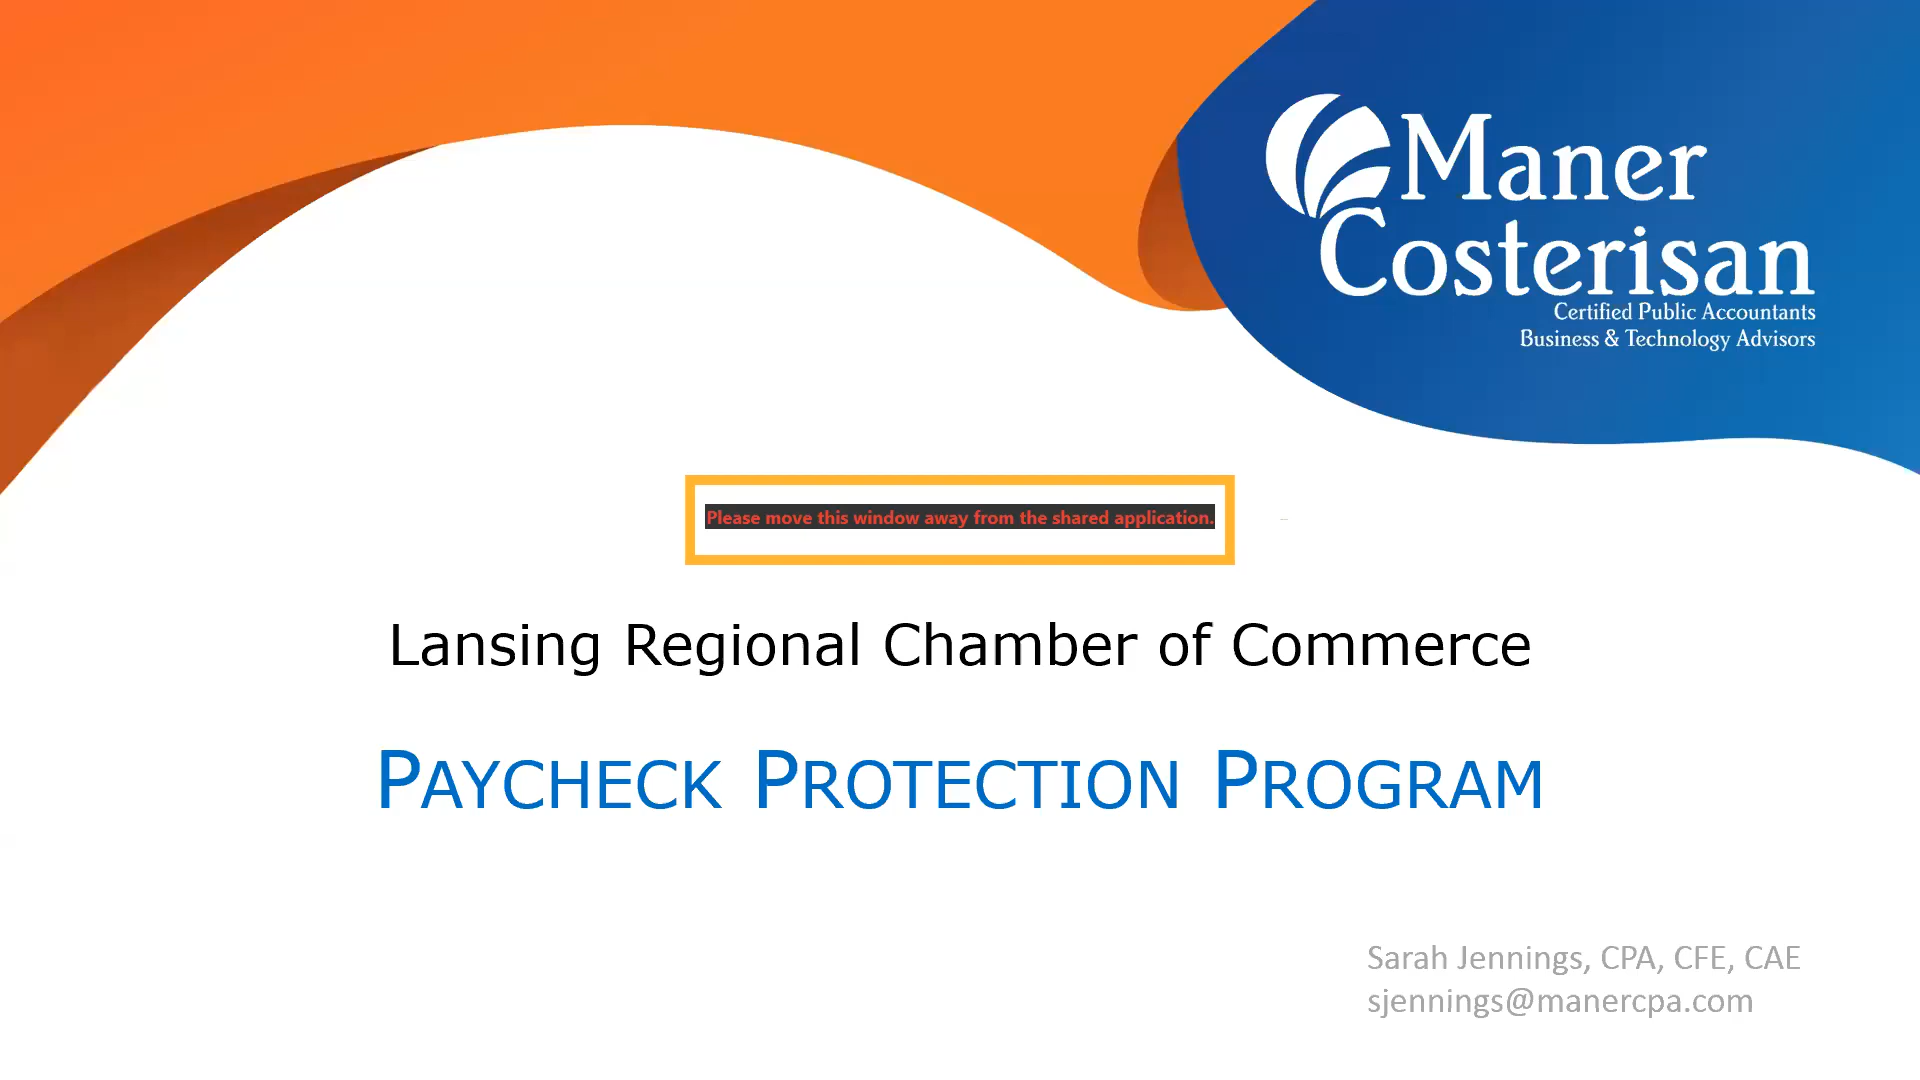 Maner
Costerisan
Certified Public Accountants
Business & Technology Advisors
Please move this window away from the shared application.
Lansing Regional Chamber of Commerce
PAYCHECK PROTECTION PROGRAM
Sarah Jennings, CPA, CFE, CAE
sjennings@manercpa.com